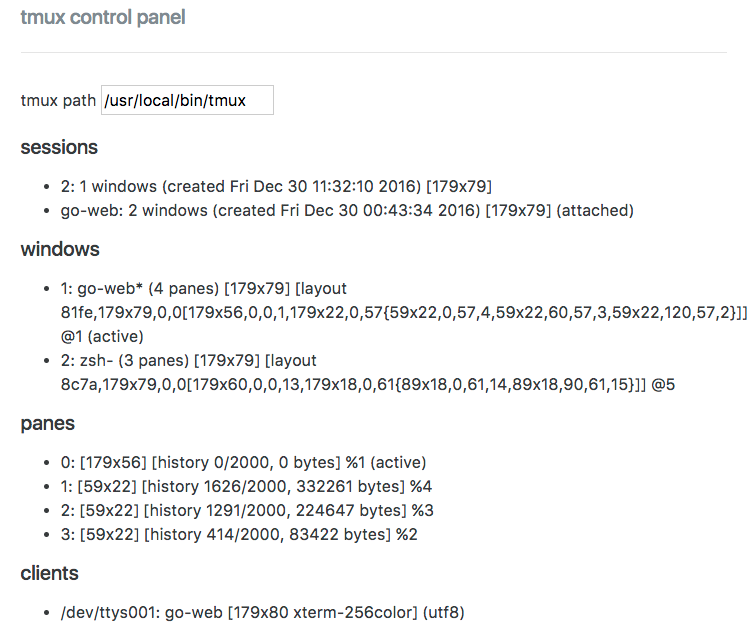 tmux control panel
tmux path /usr/local/bin/tmux
sessions
• 2: 1 windows (created Fri Dec 30 11:32:10 2016) [179x79]
• go-web: 2 windows (created Fri Dec 30 00:43:34 2016) [179x79] (attached)
windows
• 1: go-web* (4 panes) [179x79] [layout
81fe,179x79,0,0[179x56,0,0,1,179x22,0,57{59x22,0,57,4,59x22,60,57,3,59x22,120,57,2}]]
@1 (active)
• 2: zsh- (3 panes) [179x79] [layout
8c7a,179x79,0,0[179x60,0,0,13,179x18,0,61{89x18,0,61,14,89x18,90,61,15}]] @5
panes
• 0: [179x56] [history 0/2000, 0 bytes] %1 (active)
• 1: [59x22] [history 1626/2000, 332261 bytes] %4
• 2: [59x22] [history 1291/2000, 224647 bytes] %3
• 3: [59x22] [history 414/2000, 83422 bytes] %2
clients
• /dev/ttys001: go-web [179x80 xterm-256color] (utf8)